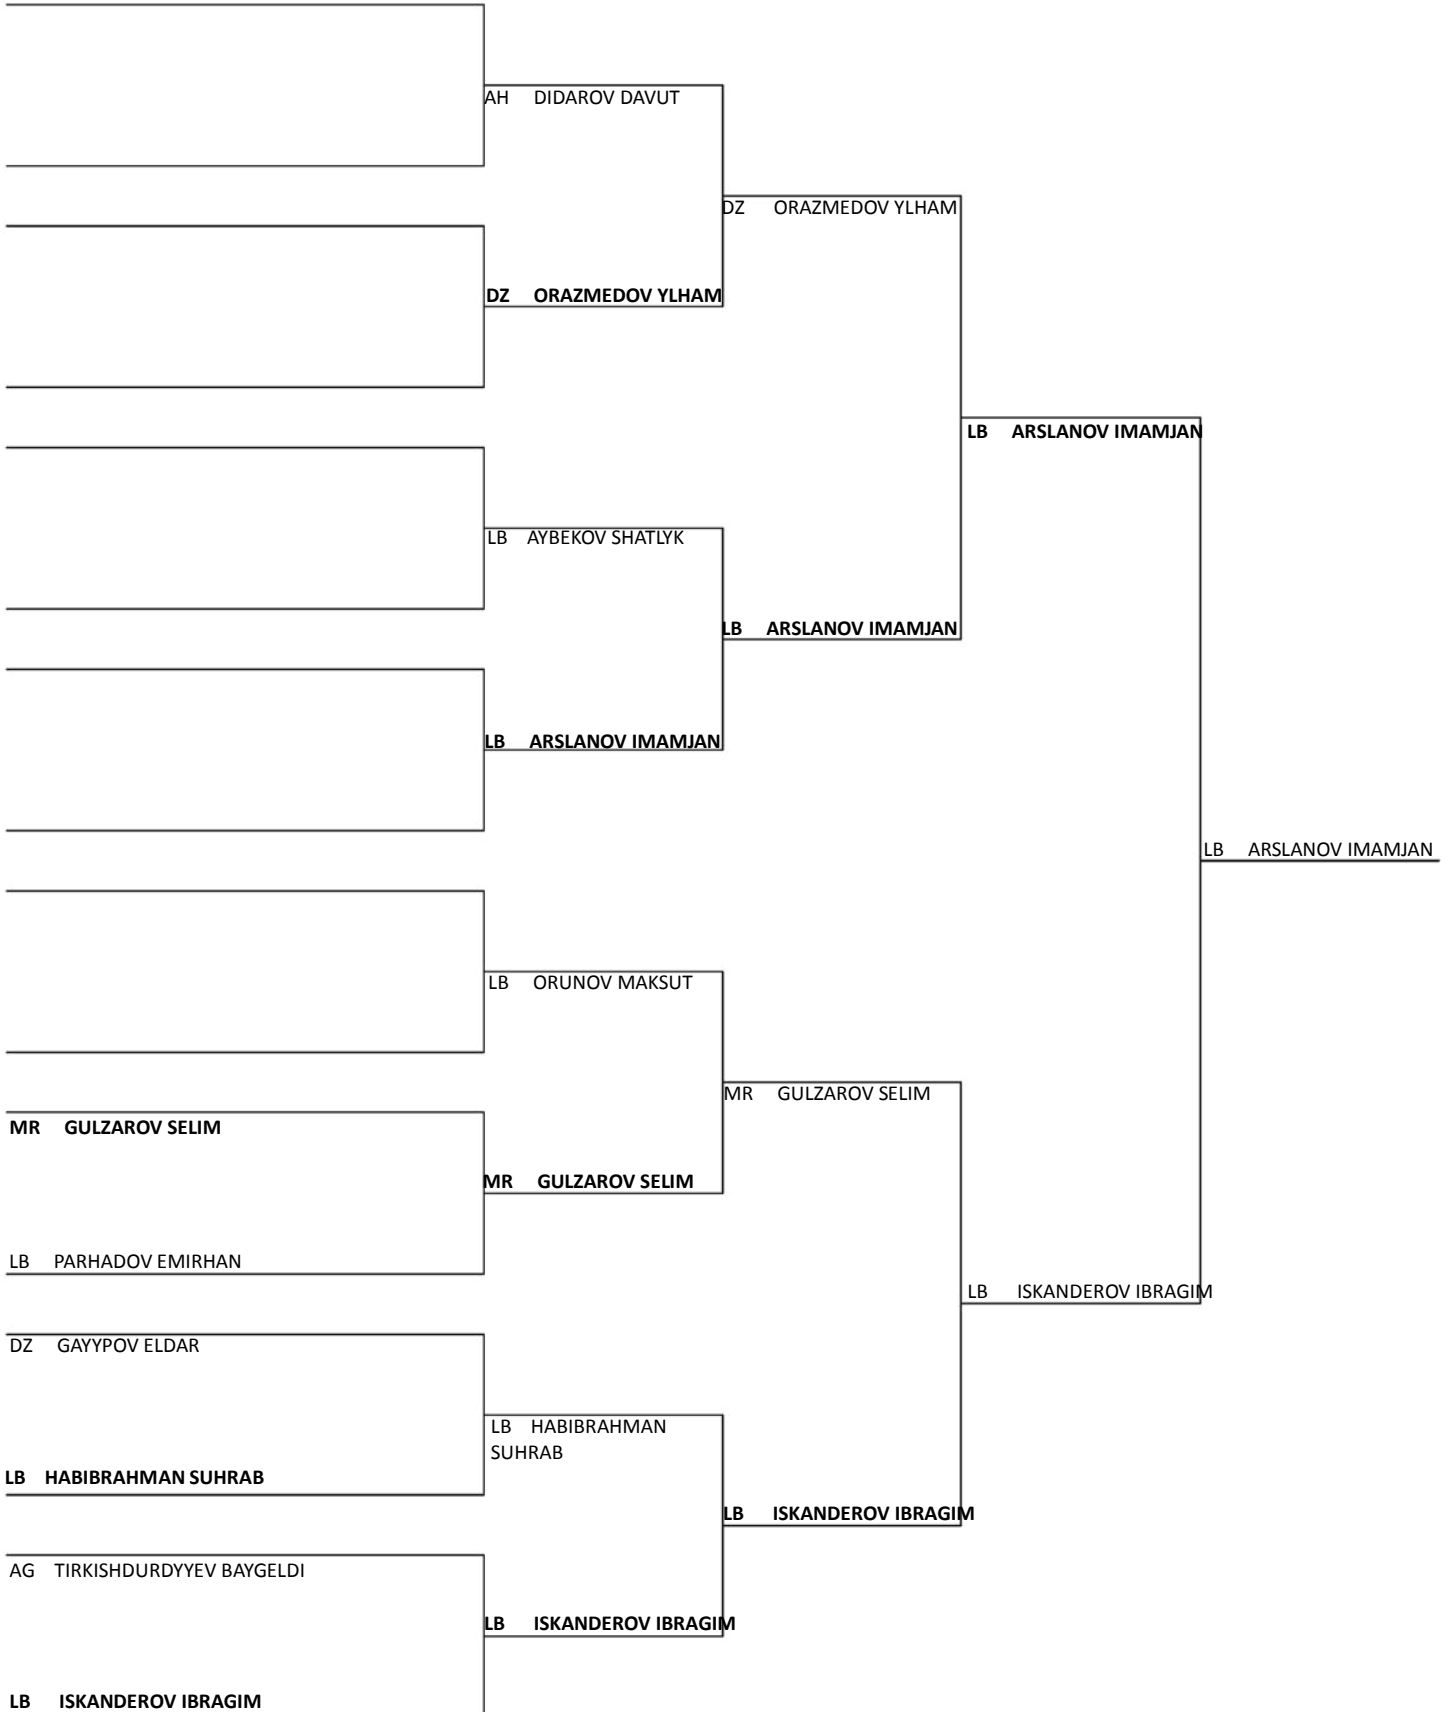 AH DIDAROV DAVUT
DZ ORAZMEDOV YLHAM
DZ ORAZMEDOV YLHAM
LB ARSLANOV IMAMJAN
LB AYBEKOV SHATLYK
LB ARSLANOV IMAMJAN
LB ARSLANOV IMAMJAN
LB ARSLANOV IMAMJAN
LB ORUNOV MAKSUT
MR GULZAROV SELIM
MR GULZAROV SELIM
MR GULZAROV SELIM
LB PARHADOV EMIRHAN
LB ISKANDEROV IBRAGIM
DZ GAYYPOV ELDAR
LB HABIBRAHMAN
SUHRAB
LB HABIBRAHMAN SUHRAB
LB ISKANDEROV IBRAGIM
AG TIRKISHDURDYYEV BAYGELDI
LB ISKANDEROV IBRAGIM
LB ISKANDEROV IBRAGIM